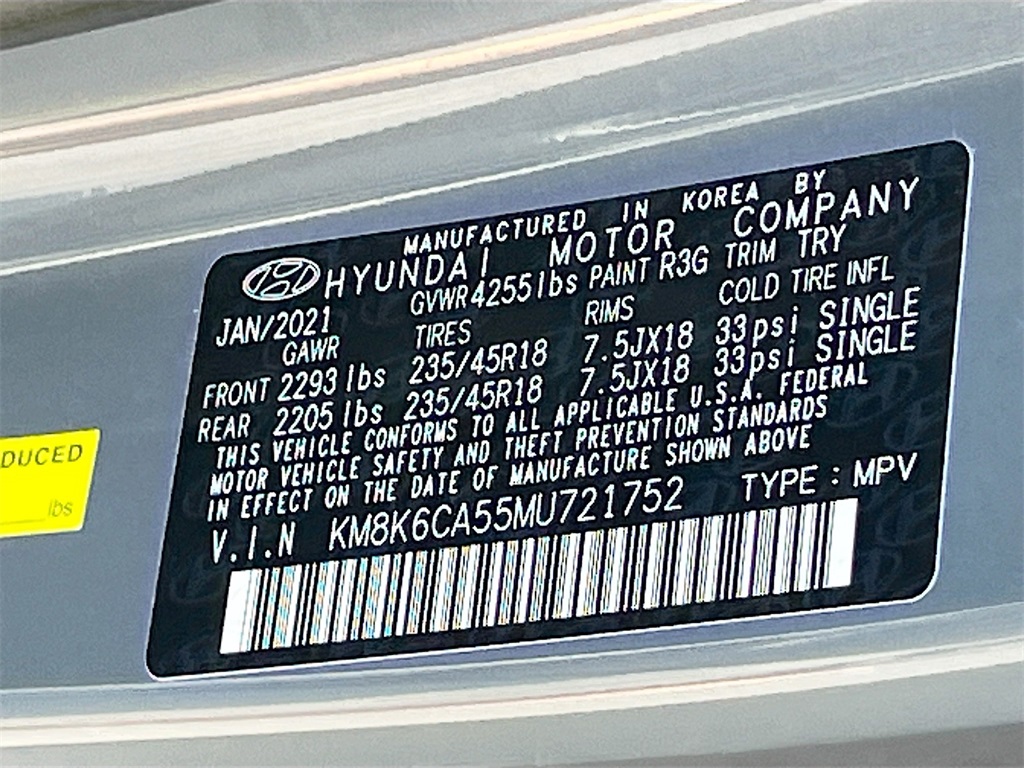 MANUFACTURED IN KOREA BY
HYUNDAI MOTOR COMPANY
JAN/2021 GVWR 4255lbs PAINT R3G TRIM TRY
GAWR TIRES RIMS COLD TIRE INFL
FRONT 2293 lbs 235/45R18 7.5JX18 33psi SINGLE
REAR 2205 lbs 235/45R18 7.5JX18 33psi SINGLE
THIS VEHICLE CONFORMS TO ALL APPLICABLE U.S.A. FEDERAL
MOTOR VEHICLE SAFETY AND THEFT PREVENTION STANDARDS
IN EFFECT ON THE DATE OF MANUFACTURE SHOWN ABOVE
V.I.N KM8K6CA55MU721752 TYPE : MPV
DUCED
lbs